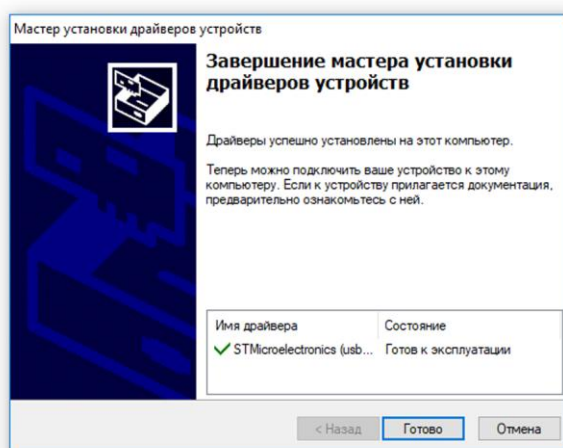 Мастер установки драйверов устройств
Завершение мастера установки
драйверов устройств
Драйверы успешно установлены на этот компьютер.
Теперь можно подключить ваше устройство к этому
компьютеру. Если к устройству прилагается документация,
предварительно ознакомьтесь с ней.
Имя драйвера Состояние
STMicroelectronics (usb... Готов к эксплуатации
< Назад Готово Отмена